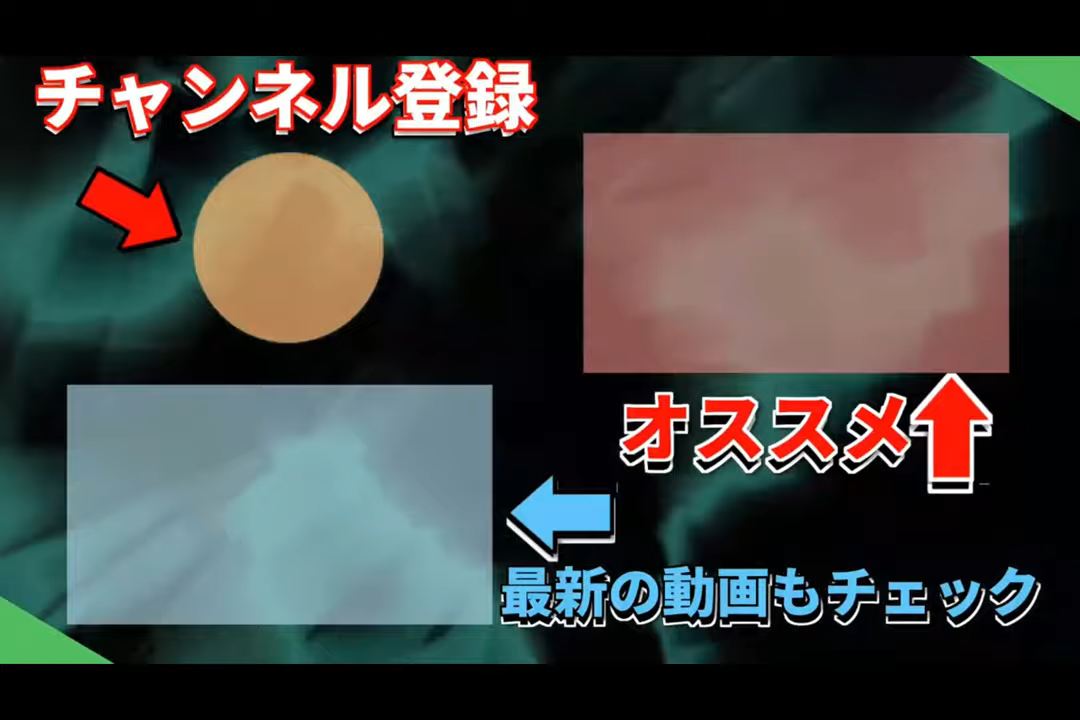 チャンネル登録
オススメ
最新の動画もチェック